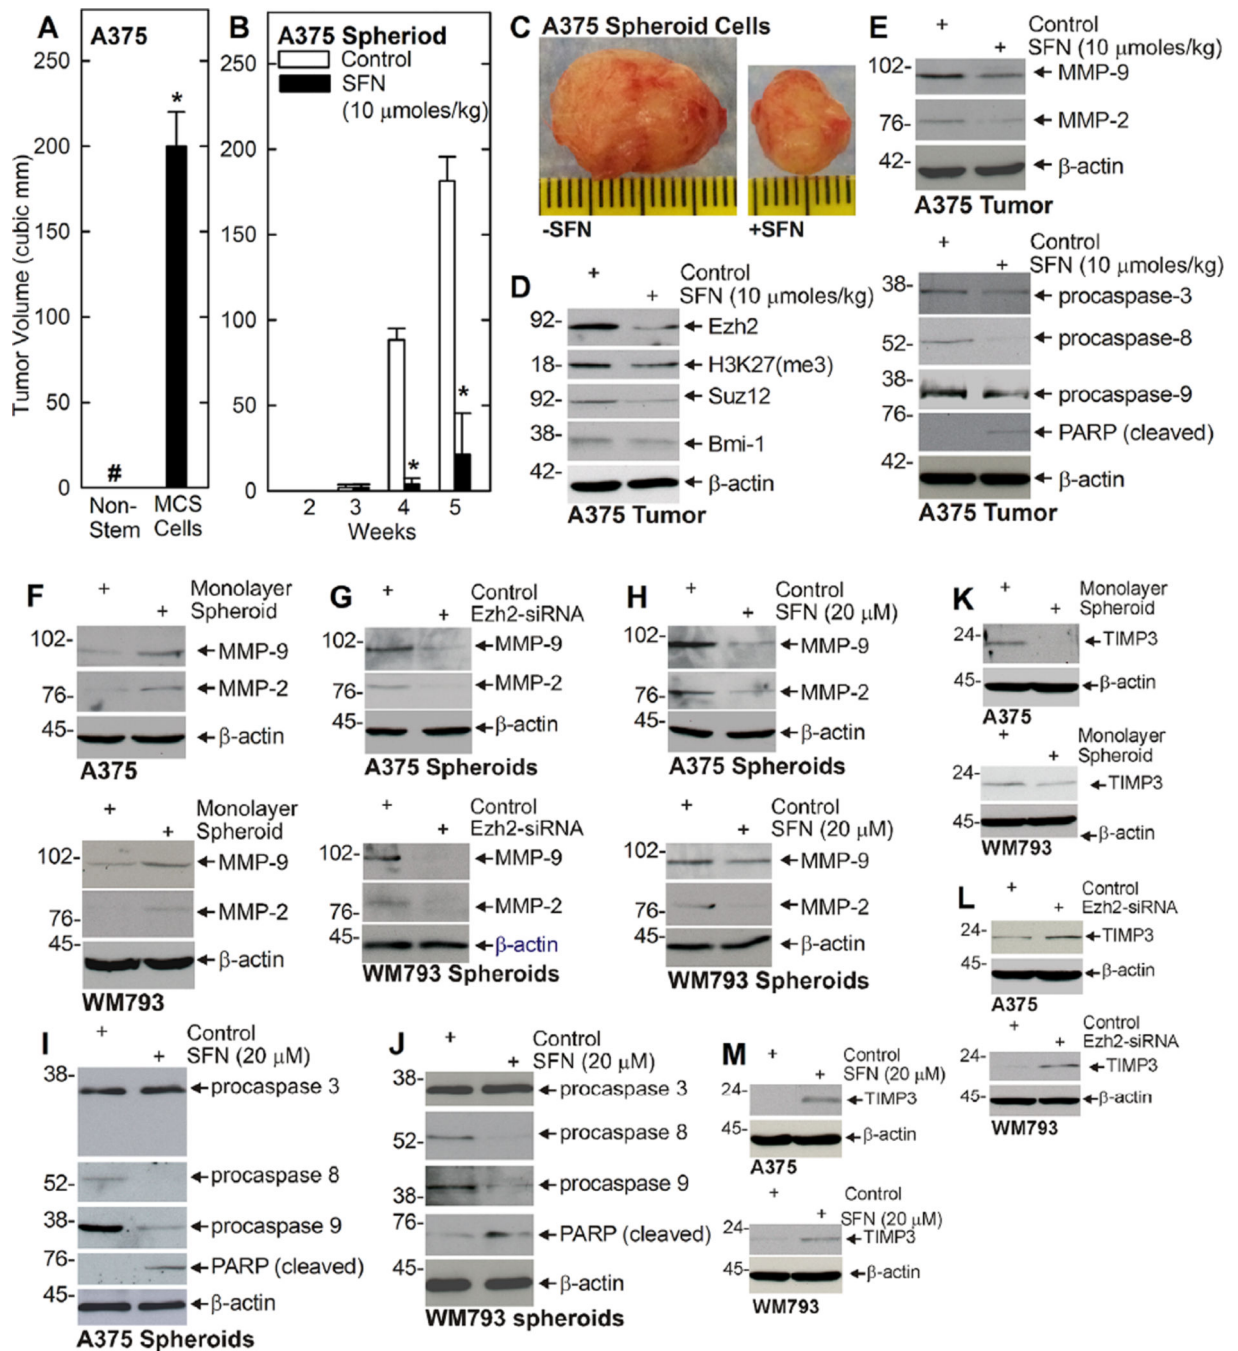 A
A375
Tumor Volume (cubic mm)
250
200
150
100
50
0
#
*
Non-
Stem
MCS
Cells
B
A375 Spheriod
Control
SFN
(10 μmoles/kg)
250
200
150
100
50
0
*
*
2 3 4 5
Weeks
C
A375 Spheroid Cells
-SFN
+SFN
D
+ Control
+ SFN (10 μmoles/kg)
92- Ezh2
18- H3K27(me3)
92- Suz12
38- Bmi-1
42- β-actin
A375 Tumor
E
+ Control
+ SFN (10 μmoles/kg)
102- MMP-9
76- MMP-2
42- β-actin
A375 Tumor
+ Control
+ SFN (10 μmoles/kg)
38- procaspase-3
52- procaspase-8
38- procaspase-9
76- PARP (cleaved)
42- β-actin
A375 Tumor
F
+ Monolayer
+ Spheroid
102- MMP-9
76- MMP-2
45- β-actin
A375
+ Monolayer
+ Spheroid
102- MMP-9
76- MMP-2
45- β-actin
WM793
G
+ Control
+ Ezh2-siRNA
102- MMP-9
76- MMP-2
45- β-actin
A375 Spheroids
+ Control
+ Ezh2-siRNA
102- MMP-9
76- MMP-2
45- β-actin
WM793 Spheroids
H
+ Control
+ SFN (20 μM)
102- MMP-9
76- MMP-2
45- β-actin
A375 Spheroids
+ Control
+ SFN (20 μM)
102- MMP-9
76- MMP-2
45- β-actin
WM793 Spheroids
I
+ Control
+ SFN (20 μM)
38- procaspase 3
52- procaspase 8
38- procaspase 9
76- PARP (cleaved)
45- β-actin
A375 Spheroids
J
+ Control
+ SFN (20 μM)
38- procaspase 3
52- procaspase 8
38- procaspase 9
76- PARP (cleaved)
45- β-actin
WM793 spheroids
K
+ Monolayer
+ Spheroid
24- TIMP3
45- β-actin
A375
+ Monolayer
+ Spheroid
24- TIMP3
45- β-actin
WM793
L
+ Control
+ Ezh2-siRNA
24- TIMP3
45- β-actin
A375
+ Control
+ Ezh2-siRNA
24- TIMP3
45- β-actin
WM793
M
+ Control
+ SFN (20 μM)
24- TIMP3
45- β-actin
A375
+ Control
+ SFN (20 μM)
24- TIMP3
45- β-actin
WM793